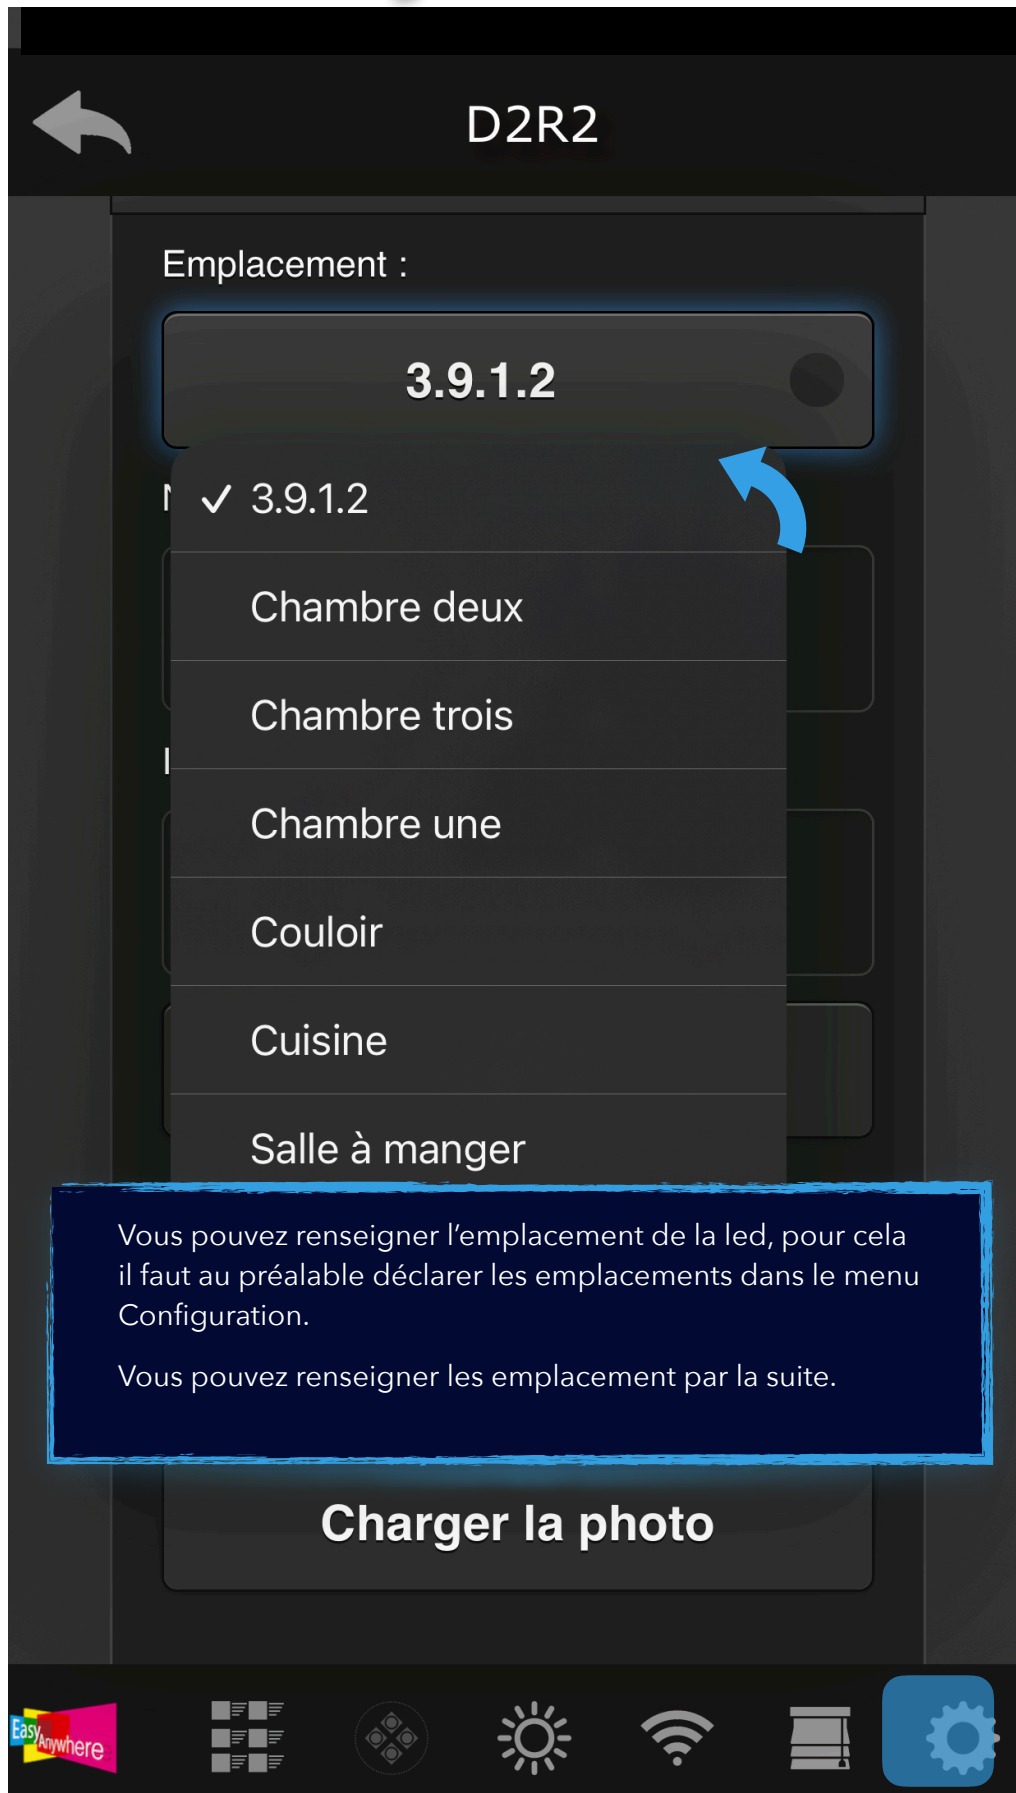 D2R2
Emplacement :
3.9.1.2
✓ 3.9.1.2
Chambre deux
Chambre trois
Chambre une
Couloir
Cuisine
Salle à manger
Vous pouvez renseigner l’emplacement de la led, pour cela
il faut au préalable déclarer les emplacements dans le menu
Configuration.
Vous pouvez renseigner les emplacement par la suite.
Charger la photo
Easy
Anywhere